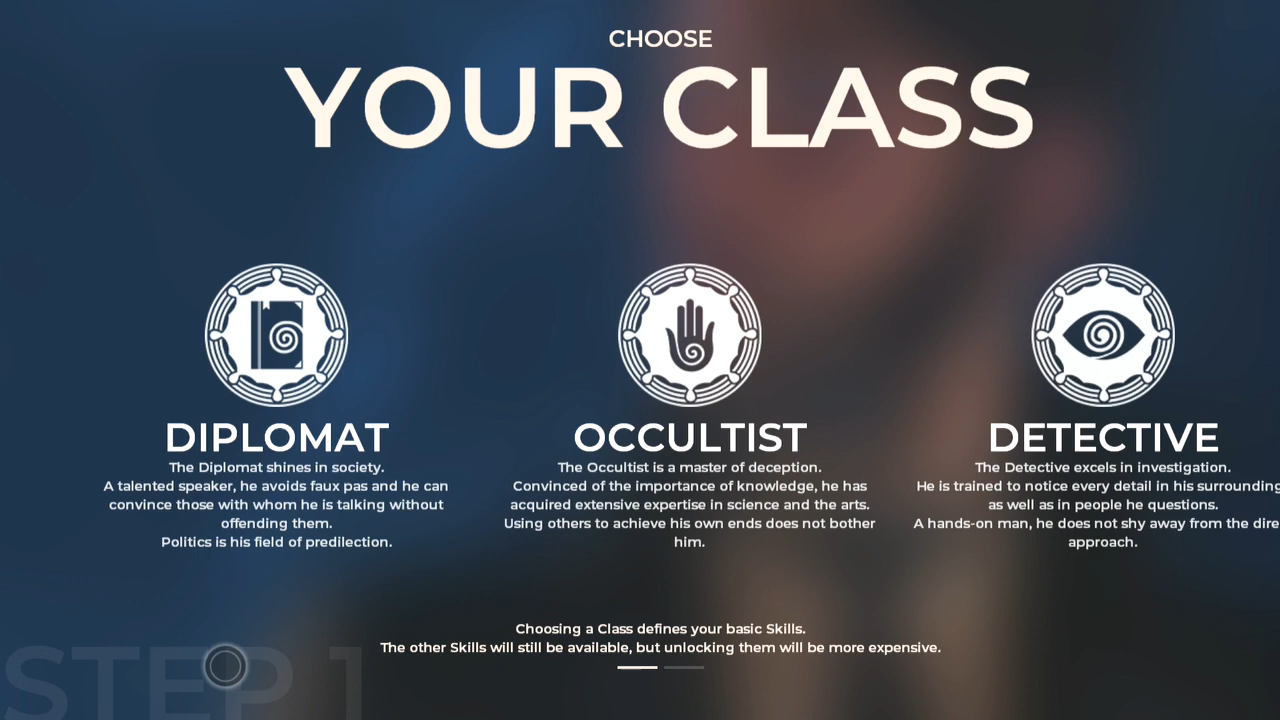 CHOOSE
YOUR CLASS
DIPLOMAT
The Diplomat shines in society.
A talented speaker, he avoids faux pas and he can
convince those with whom he is talking without
offending them.
Politics is his field of predilection.
OCCULTIST
The Occultist is a master of deception.
Convinced of the importance of knowledge, he has
acquired extensive expertise in science and the arts.
Using others to achieve his own ends does not bother
him.
DETECTIVE
The Detective excels in investigation.
He is trained to notice every detail in his surrounding
as well as in people he questions.
A hands-on man, he does not shy away from the dire
approach.
Choosing a Class defines your basic Skills.
The other Skills will still be available, but unlocking them will be more expensive.
STEP 1